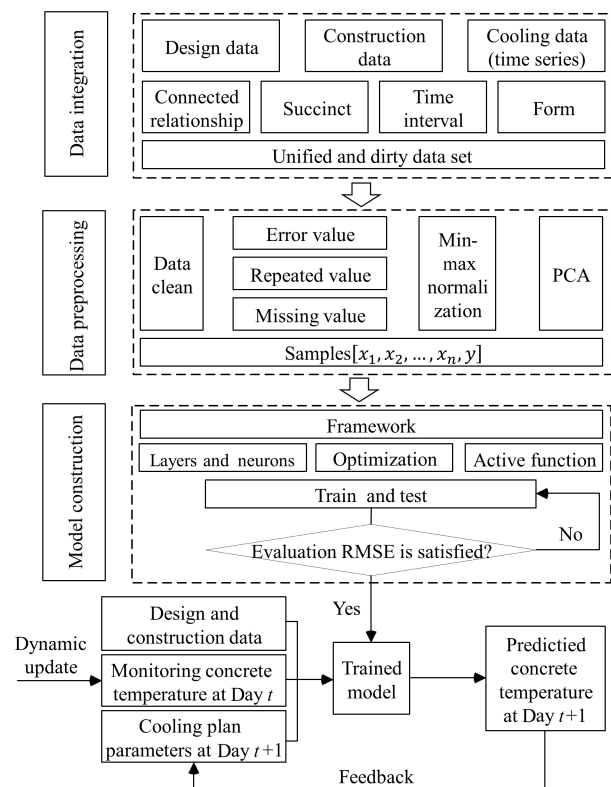 Data integration
Design data
Construction
data
Cooling data
(time series)
Connected
relationship
Succinct
Time
interval
Form
Unified and dirty data set
Data preprocessing
Data
clean
Error value
Repeated value
Missing value
Min-
max
normali
zation
PCA
Samples[x₁, x₂, ..., xₙ, y]
Model construction
Framework
Layers and neurons
Optimization
Active function
Train and test
Evaluation RMSE is satisfied?
No
Yes
Dynamic
update
Design and
construction data
Monitoring concrete
temperature at Day t
Cooling plan
parameters at Day t+1
Trained
model
Predictied
concrete
temperature
at Day t+1
Feedback